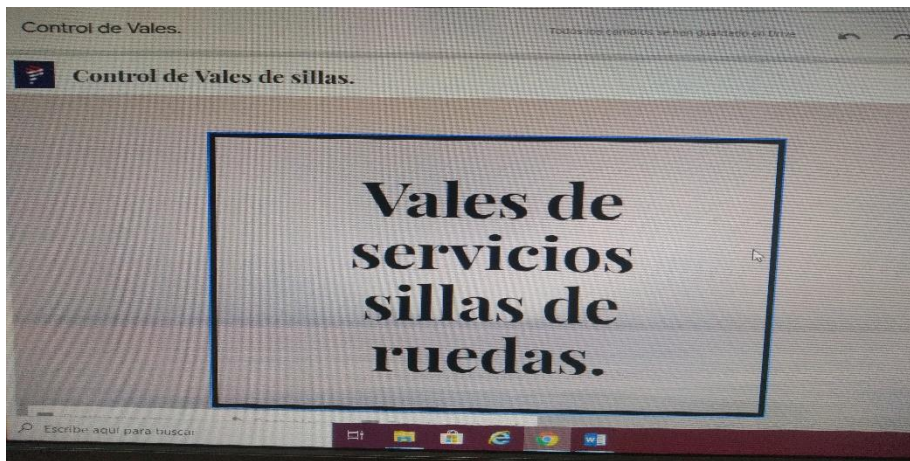 Control de Vales.
Todos los cambios se han guardado en Drive
Control de Vales de sillas.
Vales de
servicios
sillas de
ruedas.
Escribe aquí para buscar